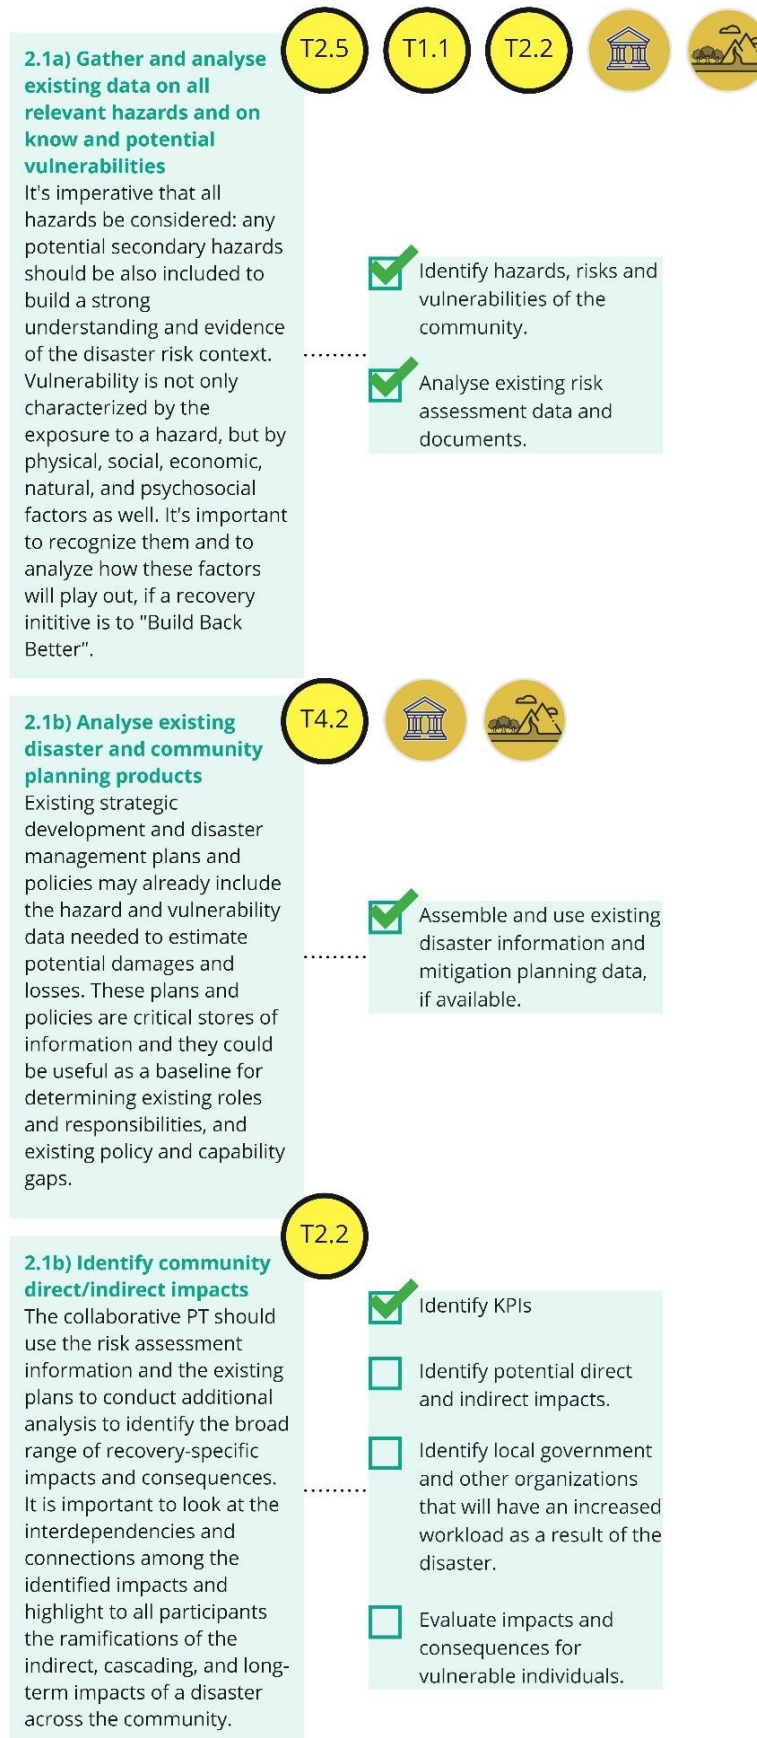 T2.5
T1.1
T2.2
2.1a) Gather and analyse
existing data on all
relevant hazards and on
know and potential
vulnerabilities
It's imperative that all
hazards be considered: any
potential secondary hazards
should be also included to
build a strong
understanding and evidence
of the disaster risk context.
Vulnerability is not only
characterized by the
exposure to a hazard, but by
physical, social, economic,
natural, and psychosocial
factors as well. It's important
to recognize them and to
analyze how these factors
will play out, if a recovery
inititive is to "Build Back
Better".
Identify hazards, risks and
vulnerabilities of the
community.
Analyse existing risk
assessment data and
documents.
T4.2
2.1b) Analyse existing
disaster and community
planning products
Existing strategic
development and disaster
management plans and
policies may already include
the hazard and vulnerability
data needed to estimate
potential damages and
losses. These plans and
policies are critical stores of
information and they could
be useful as a baseline for
determining existing roles
and responsibilities, and
existing policy and capability
gaps.
Assemble and use existing
disaster information and
mitigation planning data,
if available.
T2.2
2.1b) Identify community
direct/indirect impacts
The collaborative PT should
use the risk assessment
information and the existing
plans to conduct additional
analysis to identify the broad
range of recovery-specific
impacts and consequences.
It is important to look at the
interdependencies and
connections among the
identified impacts and
highlight to all participants
the ramifications of the
indirect, cascading, and long-
term impacts of a disaster
across the community.
Identify KPIs
Identify potential direct
and indirect impacts.
Identify local government
and other organizations
that will have an increased
workload as a result of the
disaster.
Evaluate impacts and
consequences for
vulnerable individuals.